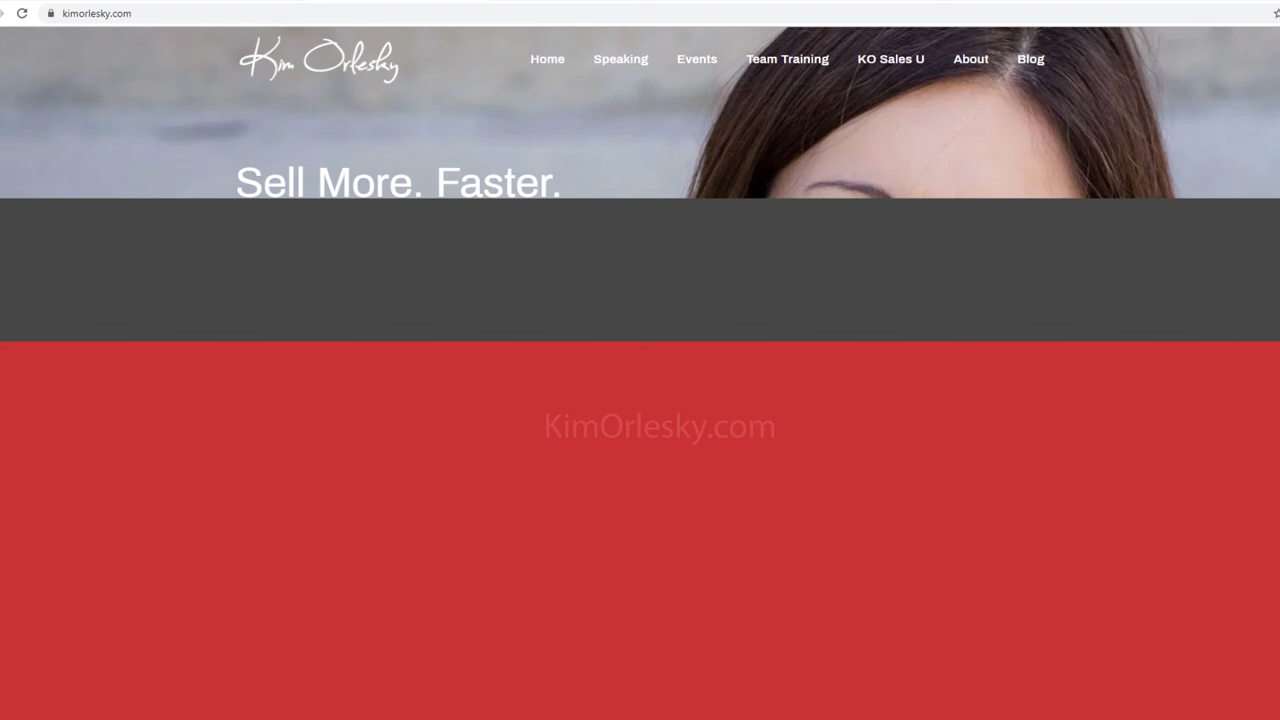 kimorlesky.com
Kim Orlesky
Home Speaking Events Team Training KO Sales U About Blog
Sell More. Faster.
KimOrlesky.com